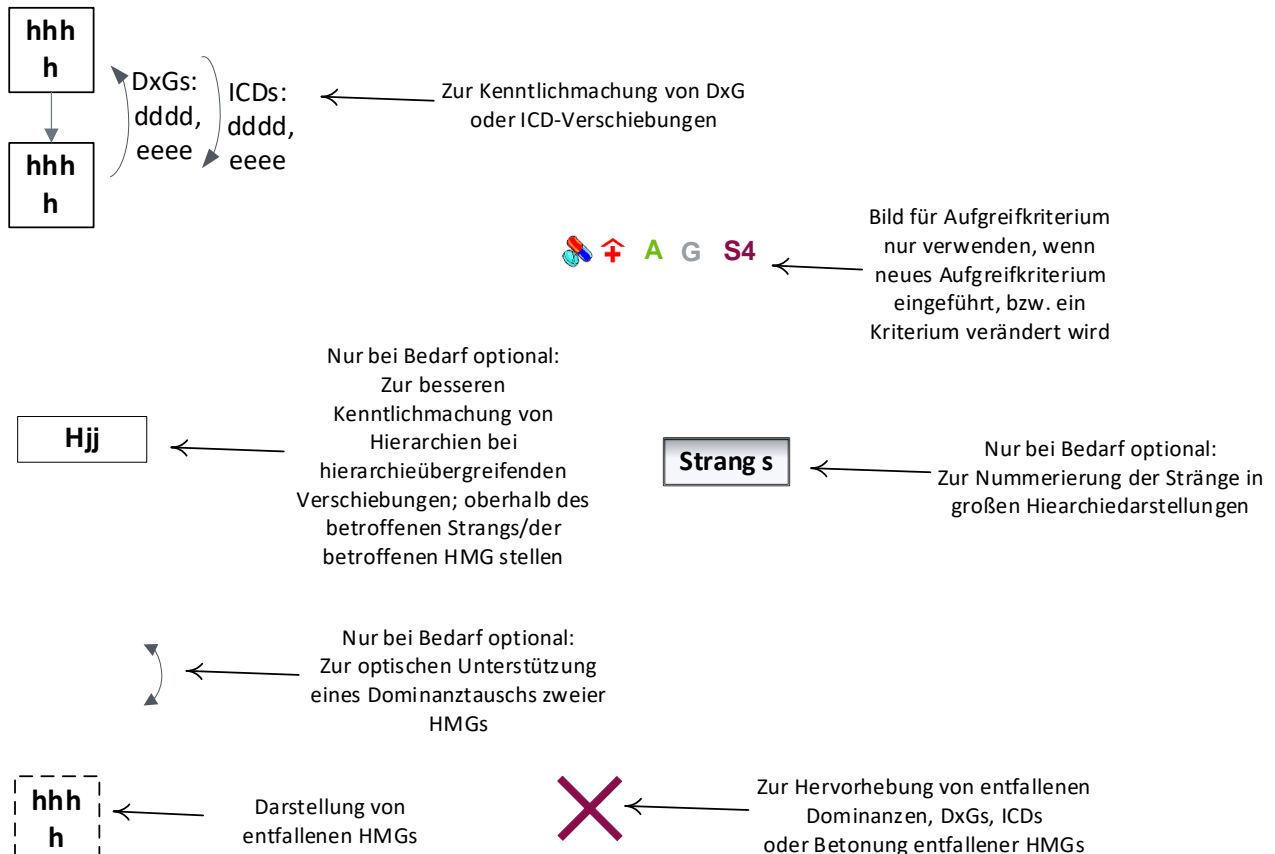 hhh
h
DxGs:
dddd,
eeee
ICDs:
dddd,
eeee
Zur Kenntlichmachung von DxG
oder ICD-Verschiebungen
hhh
h
A G S4
Bild für Aufgreifkriterium
nur verwenden, wenn
neues Aufgreifkriterium
eingeführt, bzw. ein
Kriterium verändert wird
Hjj
Nur bei Bedarf optional:
Zur besseren
Kenntlichmachung von
Hierarchien bei
hierarchieübergreifenden
Verschiebungen; oberhalb des
betroffenen Strangs/der
betroffenen HMG stellen
Strang s
Nur bei Bedarf optional:
Zur Nummerierung der Stränge in
großen Hiearchiedarstellungen
Nur bei Bedarf optional:
Zur optischen Unterstützung
eines Dominanztauschs zweier
HMGs
hhh
h
Darstellung von
entfallenen HMGs
Zur Hervorhebung von entfallenen
Dominanzen, DxGs, ICDs
oder Betonung entfallener HMGs